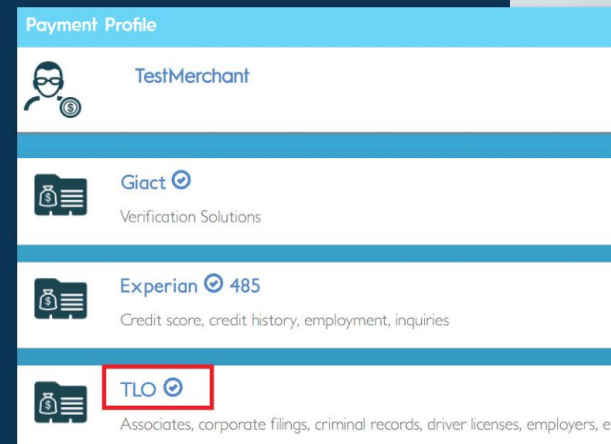 Payment Profile
TestMerchant
Giact
Verification Solutions
Experian 485
Credit score, credit history, employment, inquiries
TLO
Associates, corporate filings, criminal records, driver licenses, employers, e